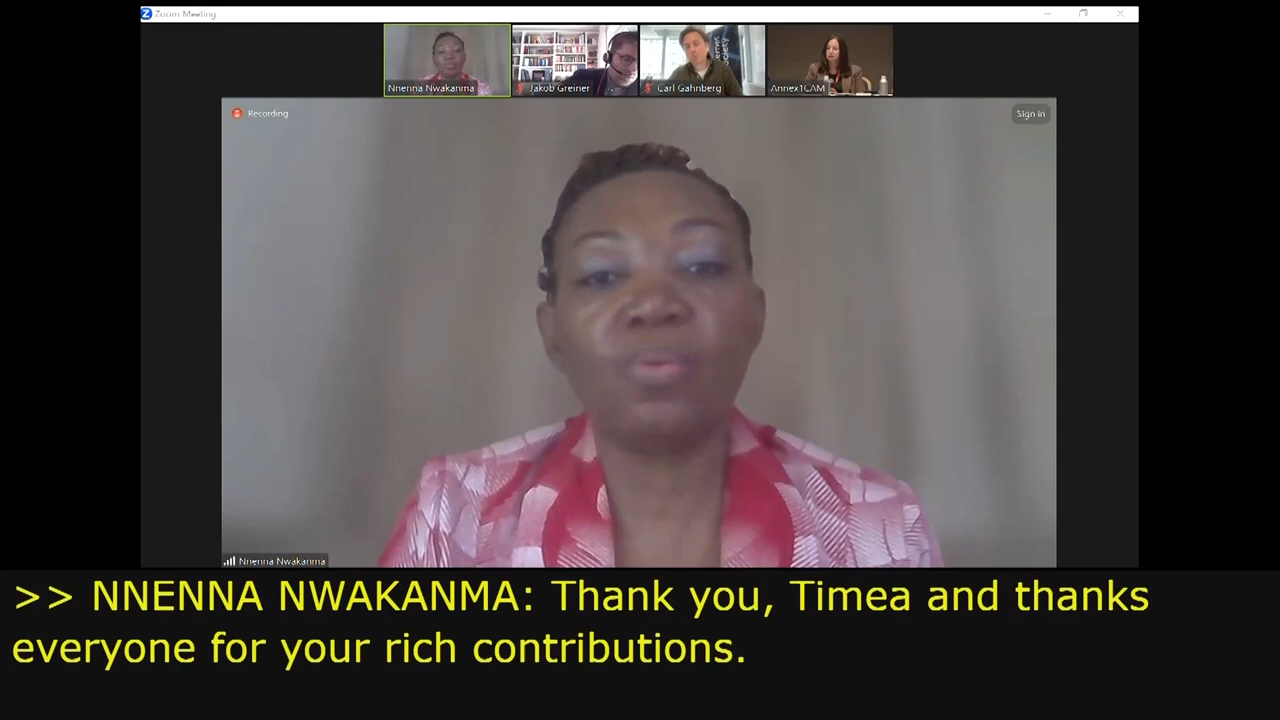 Zoom Meeting
Nnenna Nwakanma
Jakob Greiner
Carl Gahnberg
Annex1CAM
Recording
Sign in
Nnenna Nwakanma
>> NNENNA NWAKANMA: Thank you, Timea and thanks
everyone for your rich contributions.